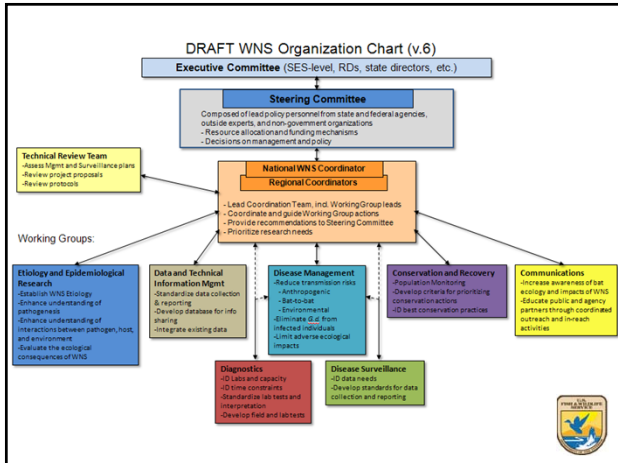 DRAFT WNS Organization Chart (v.6)
Executive Committee (SES-level, RDs, state directors, etc.)
Steering Committee
Composed of lead policy personnel from state and federal agencies,
outside experts, and non-government organizations
- Resource allocation and funding mechanisms
- Decisions on management and policy
Technical Review Team
-Assess Mgmt and Surveillance plans
-Review project proposals
-Review protocols
National WNS Coordinator
Regional Coordinators
- Lead Coordination Team, incl. Working Group leads
- Coordinate and guide Working Group actions
- Provide recommendations to Steering Committee
- Prioritize research needs
Working Groups:
Etiology and Epidemiological
Research
- Establish WNS Etiology
- Enhance understanding of
pathogenesis
- Enhance understanding of
interactions between pathogen, host,
and environment
- Evaluate the ecological
consequences of WNS
Data and Technical
Information Mgmt
-Standardize data collection
& reporting
- Develop database for info
sharing
- Integrate existing data
Disease Management
-Reduce transmission risks
- Anthropogenic
- Bat-to-bat
- Environmental
-Eliminate G.d. from
infected individuals
-Limit adverse ecological
impacts
Conservation and Recovery
-Population Monitoring
-Develop criteria for prioritizing
conservation actions
-ID best conservation practices
Communications
-Increase awareness of bat
ecology and impacts of WNS
-Educate public and agency
partners through coordinated
outreach and in-reach
activities
Diagnostics
-ID Labs and capacity
-ID time constraints
-Standardize lab tests and
interpretation
-Develop field and lab tests
Disease Surveillance
-ID data needs
-Develop standards for data
collection and reporting
U.S.
FISH & WILDLIFE
SERVICE